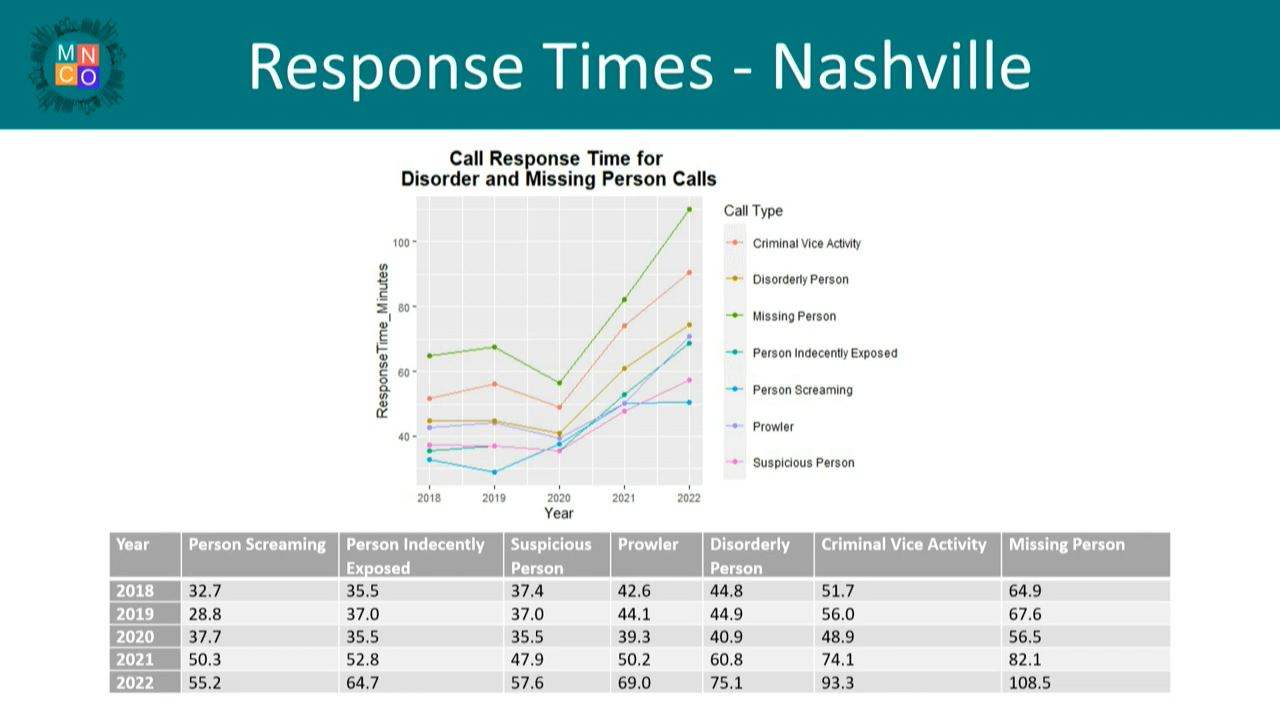 MN
CO
Response Times - Nashville
Call Response Time for
Disorder and Missing Person Calls
ResponseTime_Minutes
100
80
60
40
2018 2019 2020 2021 2022
Year
Call Type
Criminal Vice Activity
Disorderly Person
Missing Person
Person Indecently Exposed
Person Screaming
Prowler
Suspicious Person
Year Person Screaming Person Indecently Exposed Suspicious Person Prowler Disorderly Person Criminal Vice Activity Missing Person
2018 32.7 35.5 37.4 42.6 44.8 51.7 64.9
2019 28.8 37.0 37.0 44.1 44.9 56.0 67.6
2020 37.7 35.5 35.5 39.3 40.9 48.9 56.5
2021 50.3 52.8 47.9 50.2 60.8 74.1 82.1
2022 55.2 64.7 57.6 69.0 75.1 93.3 108.5